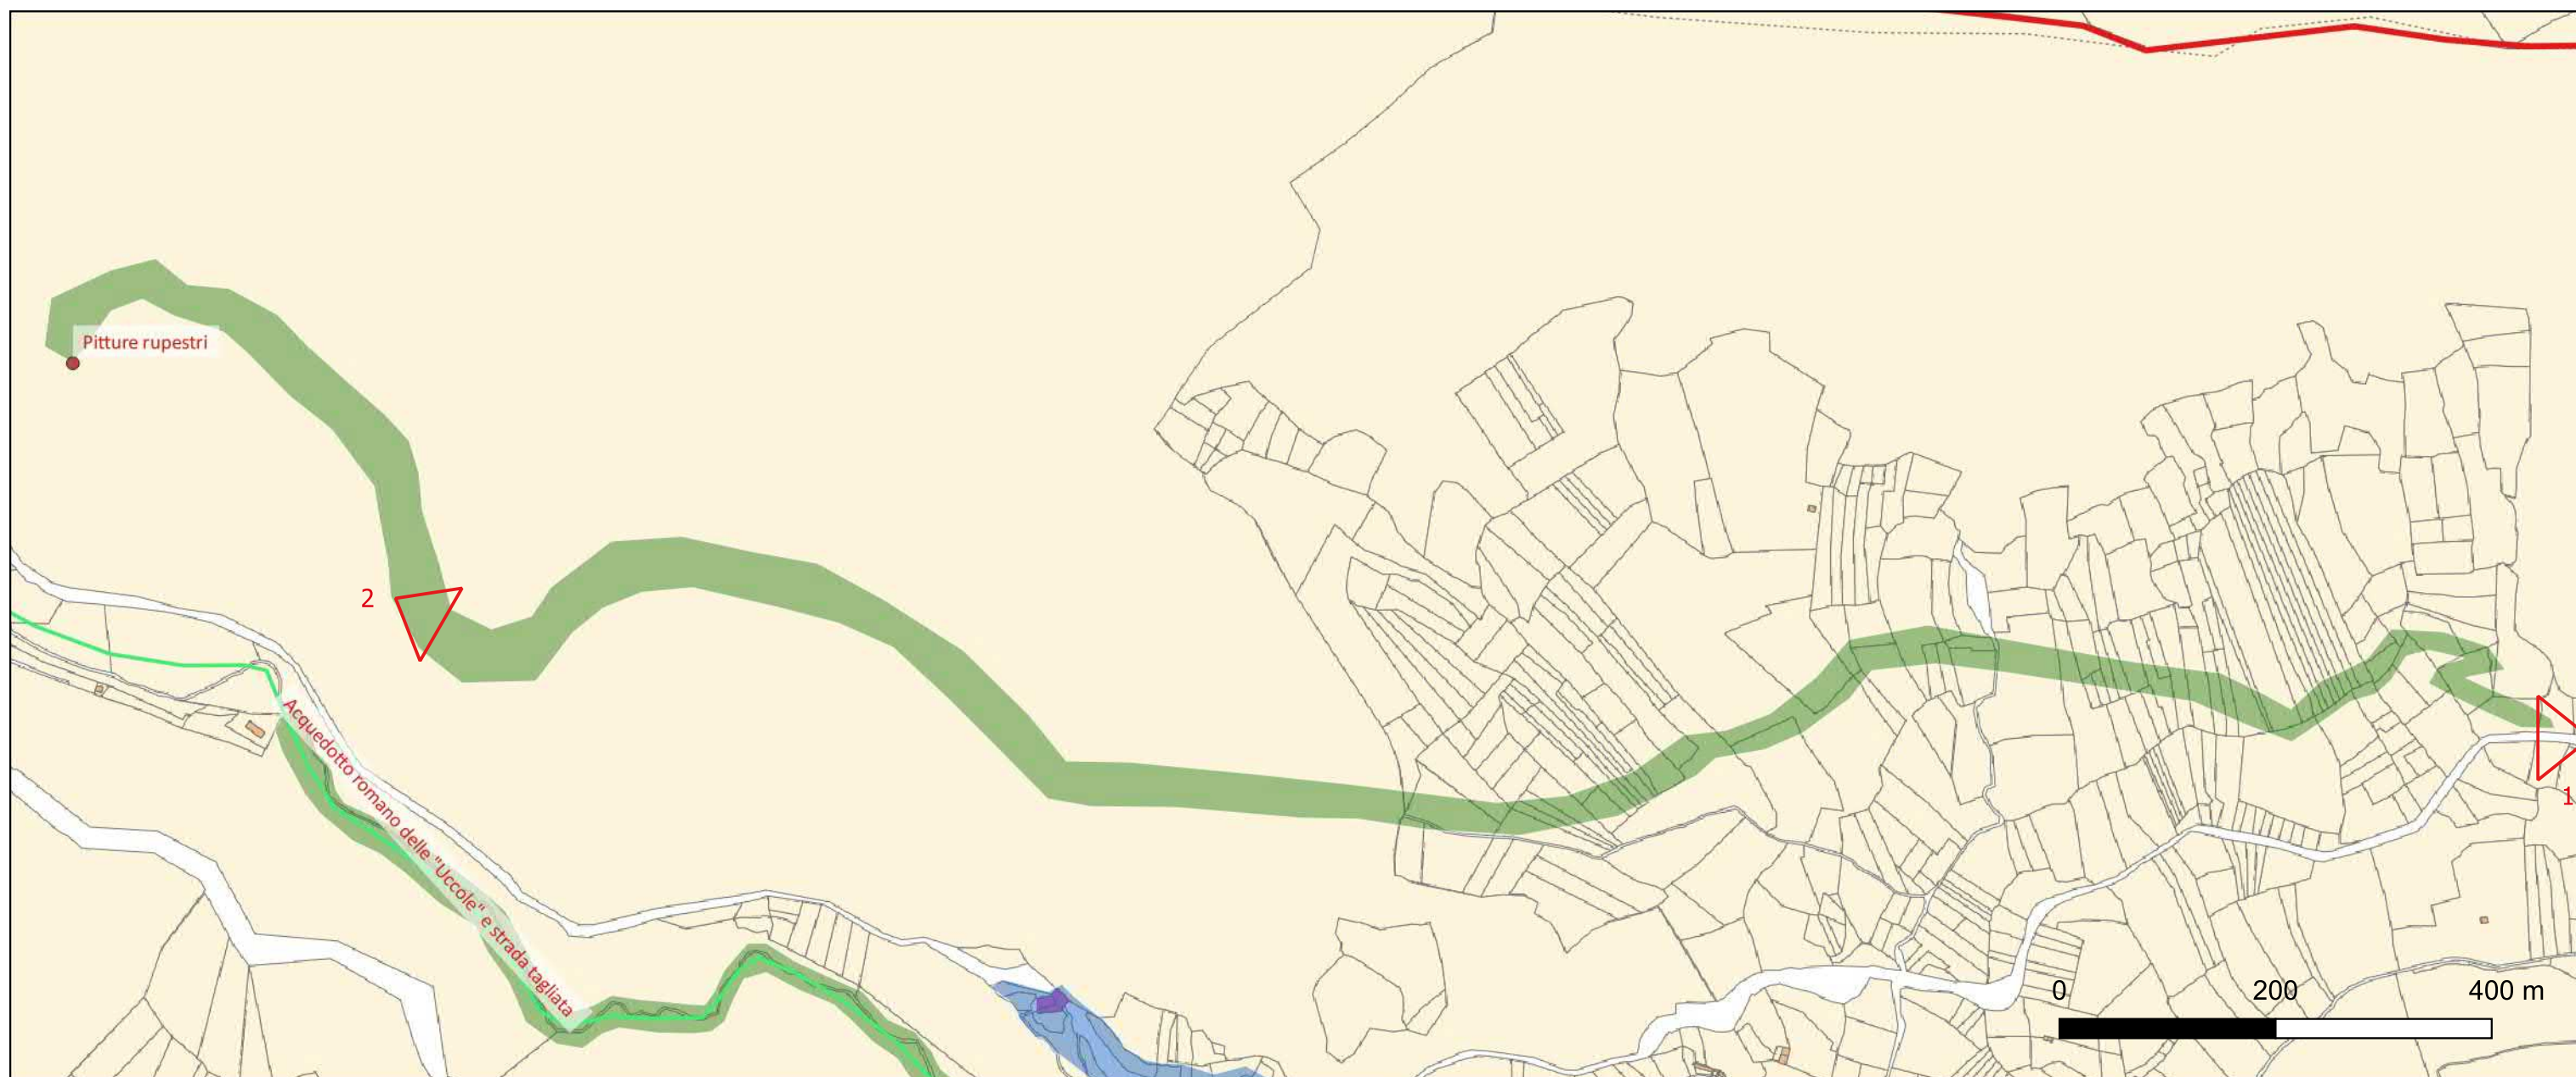 Pitture rupestri
2
Acquedotto romano delle "Uccole" e strada tagliata
1
0 200 400 m